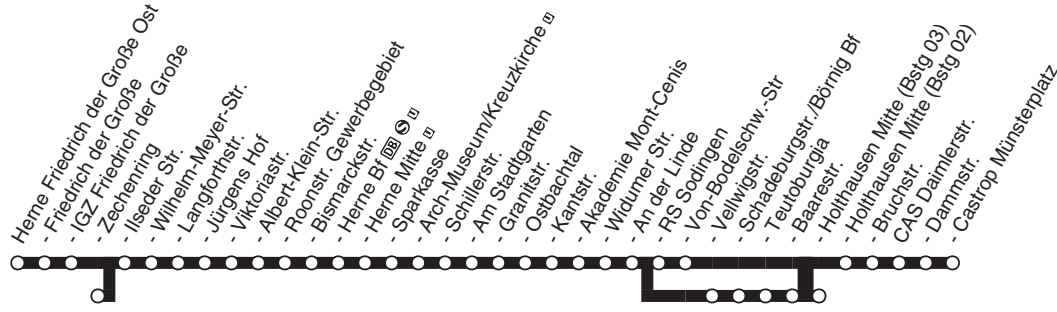 Herne Friedrich der Große Ost
- Friedrich der Große
- IGZ Friedrich der Große
- Zechenring
- Ilseder Str.
- Wilhelm-Meyer-Str.
- Langforthstr.
- Jürgens Hof
- Viktoriastr.
- Albert-Klein-Str.
- Roonstr. Gewerbegebiet
- Bismarckstr.
- Herne Bf DB S U
- Herne Mitte U
- Sparkasse
- Arch-Museum/Kreuzkirche U
- Schillerstr.
- Am Stadtgarten
- Granitstr.
- Ostbachtal
- Kantstr.
- Akademie Mont-Cenis
- Widumer Str.
- An der Linde
- RS Sodingen
- Von-Bodelschw.-Str
- Vellwigstr.
- Schadeburgstr./Börnig Bf
- Teutoburgia
- Baarestr.
- Holthausen Mitte (Bstg 03)
- Holthausen Mitte (Bstg 02)
- Bruchstr.
CAS Daimlerstr.
- Dammstr.
- Castrop Münsterplatz